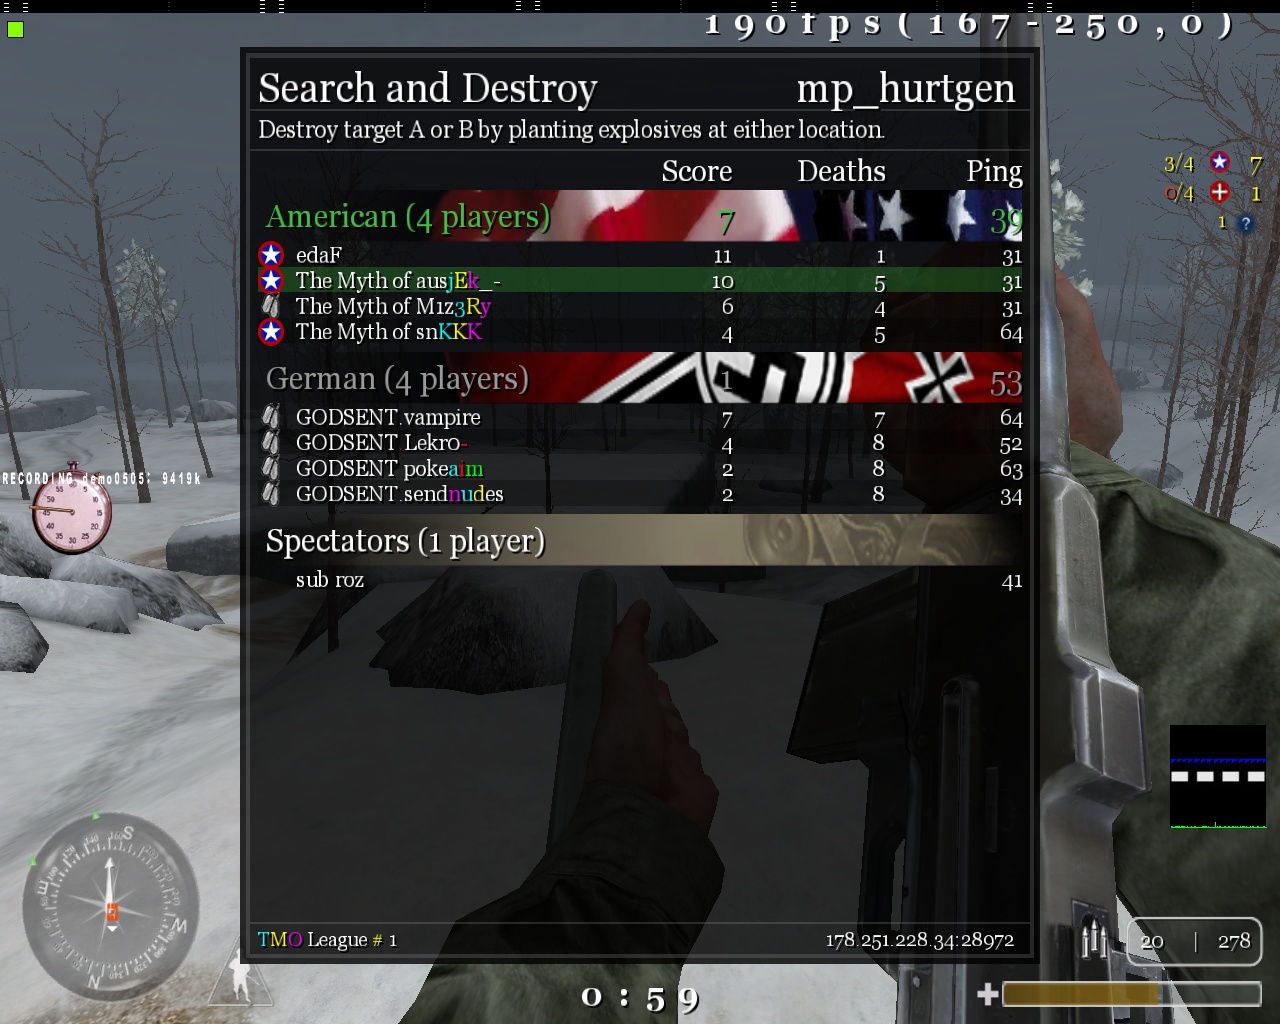 190fps(167-250,0)
Search and Destroy mp_hurtgen
Destroy target A or B by planting explosives at either location.
Score Deaths Ping
American (4 players) 7 39
edaF 11 1 31
The Myth of ausjEk_- 10 5 31
The Myth of M1z3Ry 6 4 31
The Myth of snKKK 4 5 64
German (4 players) 1 53
GODSENT.vampire 7 7 64
GODSENT.Lekro- 4 8 52
GODSENT pokeaim 2 8 63
GODSENT.sendnudes 2 8 34
Spectators (1 player)
sub roz 41
3/4 7
0/4 1
1 ?
RECORDING demo0505: 9419k
TMO League # 1 178.251.228.34:28972
20 | 278
0:59